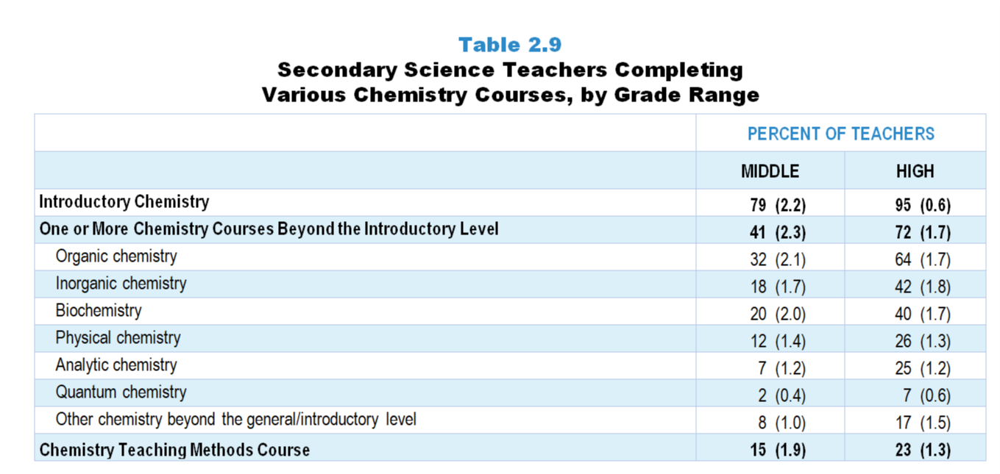 Table 2.9
Secondary Science Teachers Completing
Various Chemistry Courses, by Grade Range
PERCENT OF TEACHERS
MIDDLE HIGH
Introductory Chemistry 79 (2.2) 95 (0.6)
One or More Chemistry Courses Beyond the Introductory Level 41 (2.3) 72 (1.7)
Organic chemistry 32 (2.1) 64 (1.7)
Inorganic chemistry 18 (1.7) 42 (1.8)
Biochemistry 20 (2.0) 40 (1.7)
Physical chemistry 12 (1.4) 26 (1.3)
Analytic chemistry 7 (1.2) 25 (1.2)
Quantum chemistry 2 (0.4) 7 (0.6)
Other chemistry beyond the general/introductory level 8 (1.0) 17 (1.5)
Chemistry Teaching Methods Course 15 (1.9) 23 (1.3)